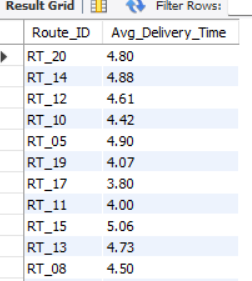 Result Grid Filter Rows:
Route_ID Avg_Delivery_Time
RT_20 4.80
RT_14 4.88
RT_12 4.61
RT_10 4.42
RT_05 4.90
RT_19 4.07
RT_17 3.80
RT_11 4.00
RT_15 5.06
RT_13 4.73
RT_08 4.50